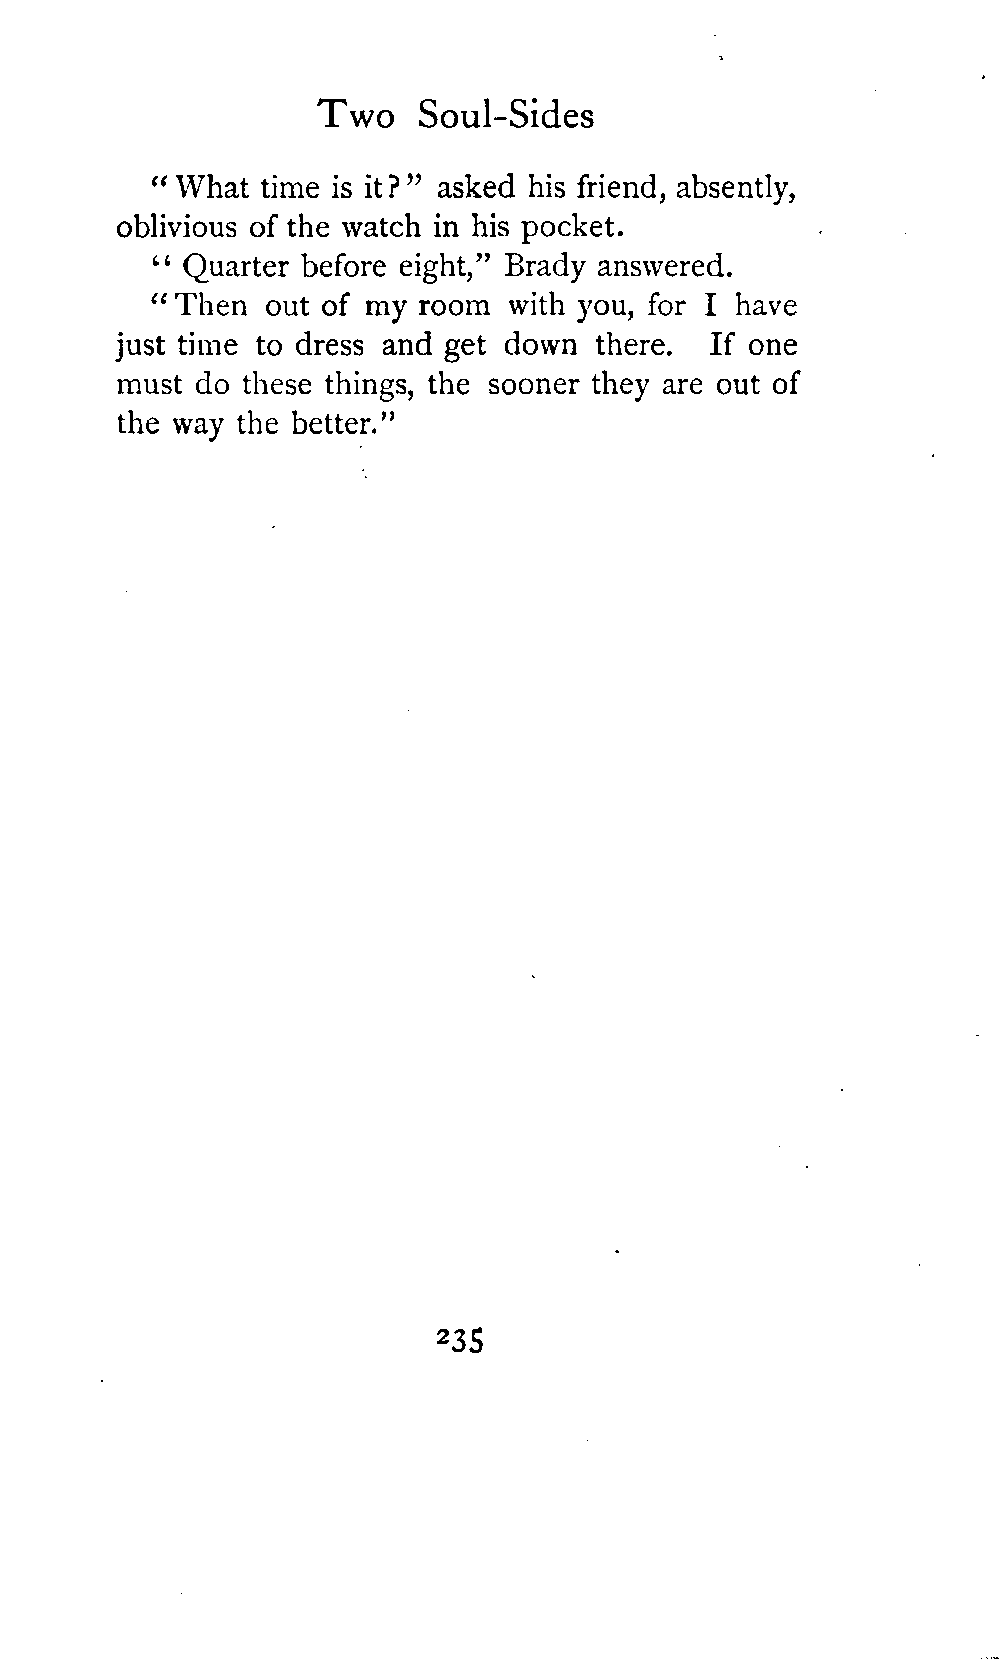 Two Soul-Sides
"What time is it?" asked his friend, absently,
oblivious of the watch in his pocket.
"Quarter before eight," Brady answered.
"Then out of my room with you, for I have
just time to dress and get down there. If one
must do these things, the sooner they are out of
the way the better."
235